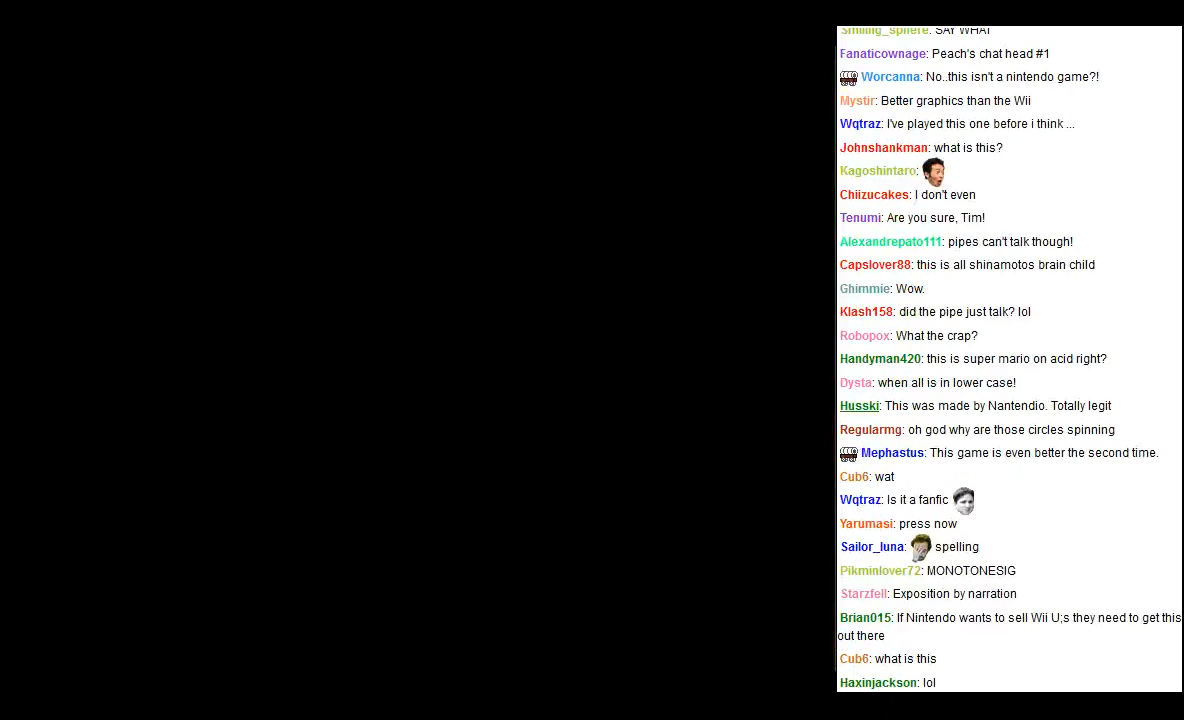 Smiling_sphere: SAY WHAT
Fanaticownage: Peach's chat head #1
Worcanna: No..this isn't a nintendo game?!
Mystir: Better graphics than the Wii
Wqtraz: I've played this one before i think ...
Johnshankman: what is this?
Kagoshintaro:
Chiizucakes: I don't even
Tenumi: Are you sure, Tim!
Alexandrepato111: pipes can't talk though!
Capslover88: this is all shinamotos brain child
Ghimmie: Wow.
Klash158: did the pipe just talk? lol
Robopox: What the crap?
Handyman420: this is super mario on acid right?
Dysta: when all is in lower case!
Husski: This was made by Nantendio. Totally legit
Regularmg: oh god why are those circles spinning
Mephastus: This game is even better the second time.
Cub6: wat
Wqtraz: Is it a fanfic
Yarumasi: press now
Sailor_luna: spelling
Pikminlover72: MONOTONESIG
Starzfell: Exposition by narration
Brian015: If Nintendo wants to sell Wii U;s they need to get this
out there
Cub6: what is this
Haxinjackson: lol